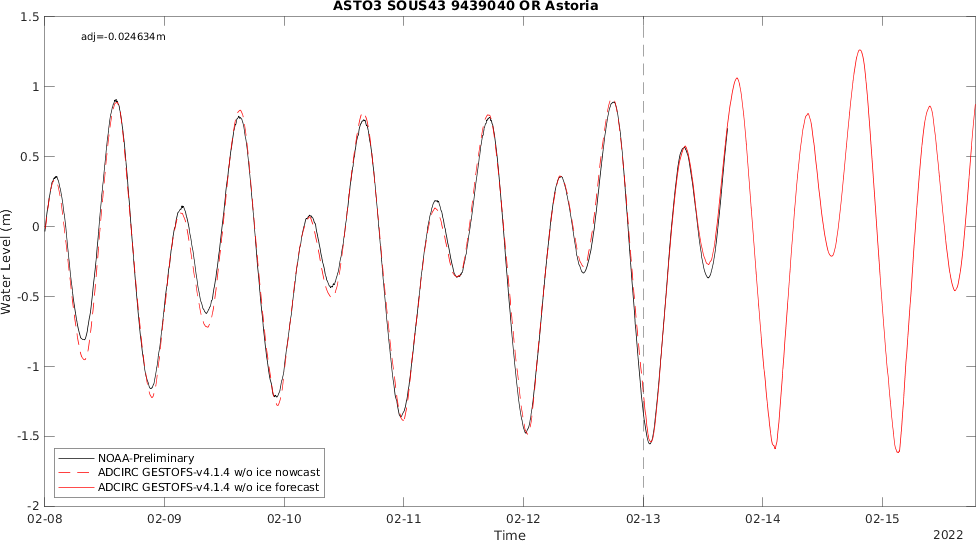 ASTO3 SOUS43 9439040 OR Astoria
adj=-0.024634m
1.5
1
0.5
0
-0.5
-1
-1.5
-2
Water Level (m)
NOAA-Preliminary
ADCIRC GESTOFS-v4.1.4 w/o ice nowcast
ADCIRC GESTOFS-v4.1.4 w/o ice forecast
02-08 02-09 02-10 02-11 02-12 02-13 02-14 02-15
Time
2022